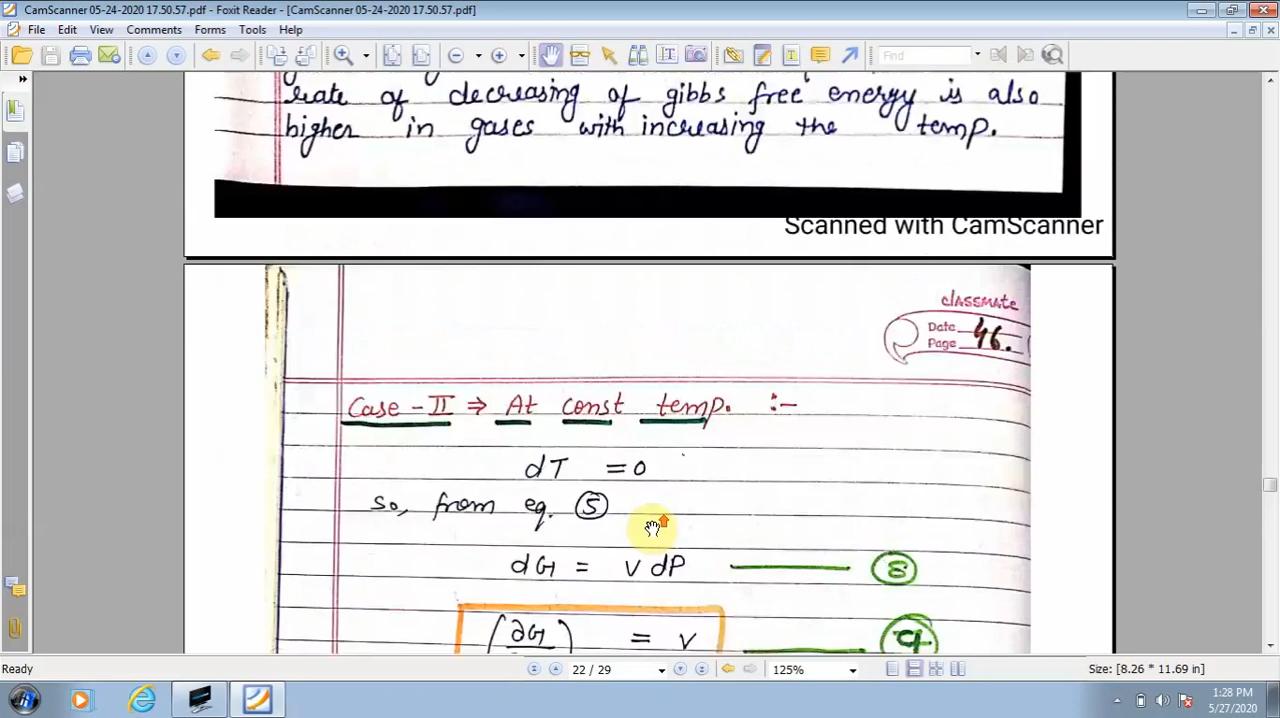 CamScanner 05-24-2020 17.50.57.pdf - Foxit Reader - [CamScanner 05-24-2020 17.50.57.pdf]
File Edit View Comments Forms Tools Help
Find
rate of decreasing of gibbs free energy is also
higher in gases with increasing the temp.
Scanned with CamScanner
classmate
Date
Page 46.
Case - II ⇒ At const temp. :-
dT = 0
so, from eq. ⑤
dG = V dP ⑧
(∂G) = V ⑨
Ready
22 / 29
125%
Size: [8.26 * 11.69 in]
1:28 PM
5/27/2020